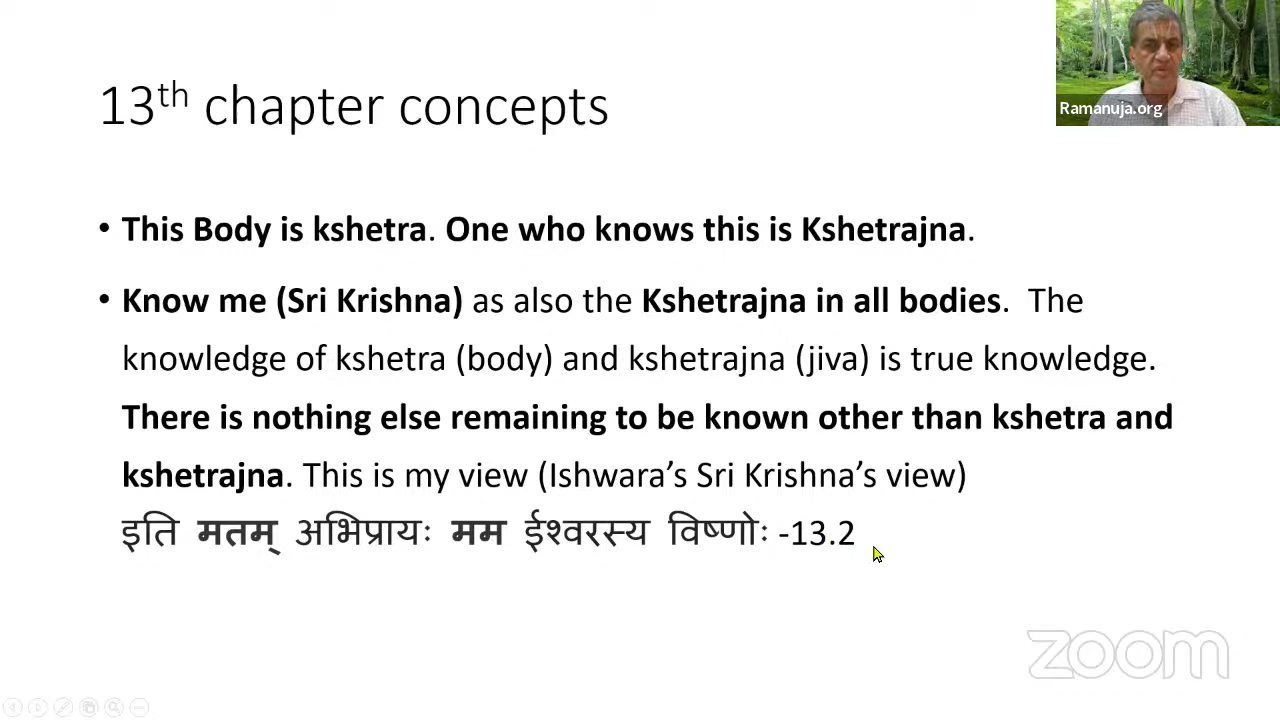 Ramanuja.org
13th chapter concepts
• This Body is kshetra. One who knows this is Kshetrajna.
• Know me (Sri Krishna) as also the Kshetrajna in all bodies. The
knowledge of kshetra (body) and kshetrajna (jiva) is true knowledge.
There is nothing else remaining to be known other than kshetra and
kshetrajna. This is my view (Ishwara’s Sri Krishna’s view)
इति मतम् अभिप्रायः मम ईश्वरस्य विष्णोः -13.2
zoom